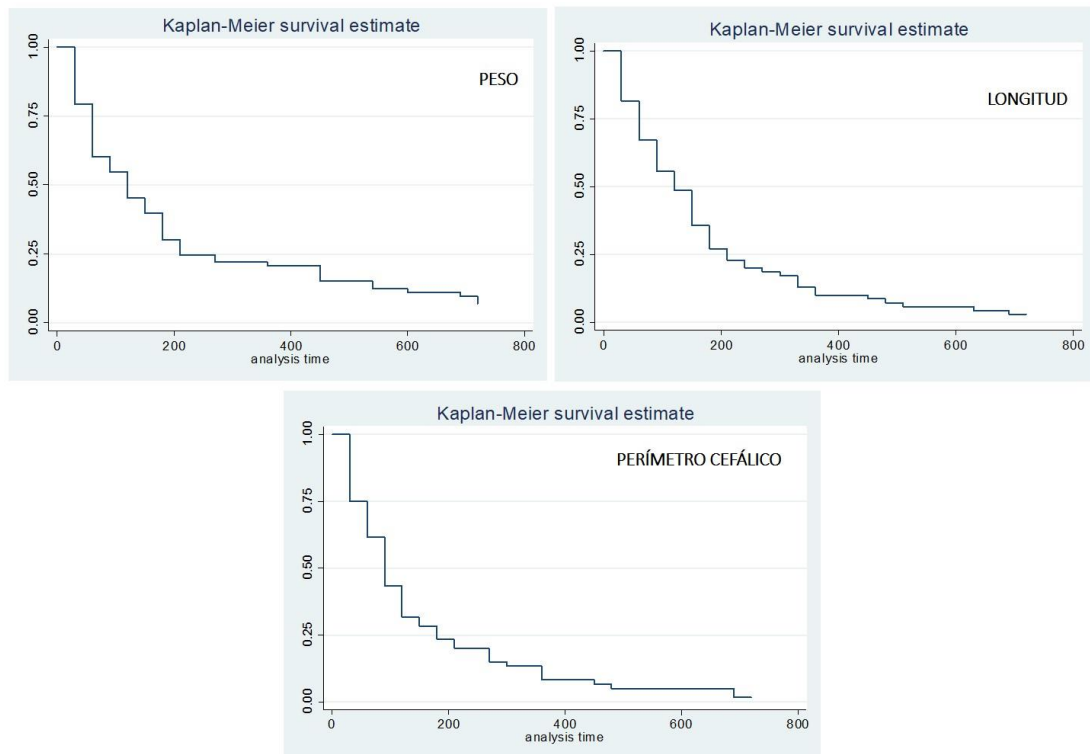 Kaplan-Meier survival estimate
PESO
1.00
0.75
0.50
0.25
0.00
0 200 400 600 800
analysis time
Kaplan-Meier survival estimate
LONGITUD
1.00
0.75
0.50
0.25
0.00
0 200 400 600 800
analysis time
Kaplan-Meier survival estimate
PERÍMETRO CEFÁLICO
1.00
0.75
0.50
0.25
0.00
0 200 400 600 800
analysis time